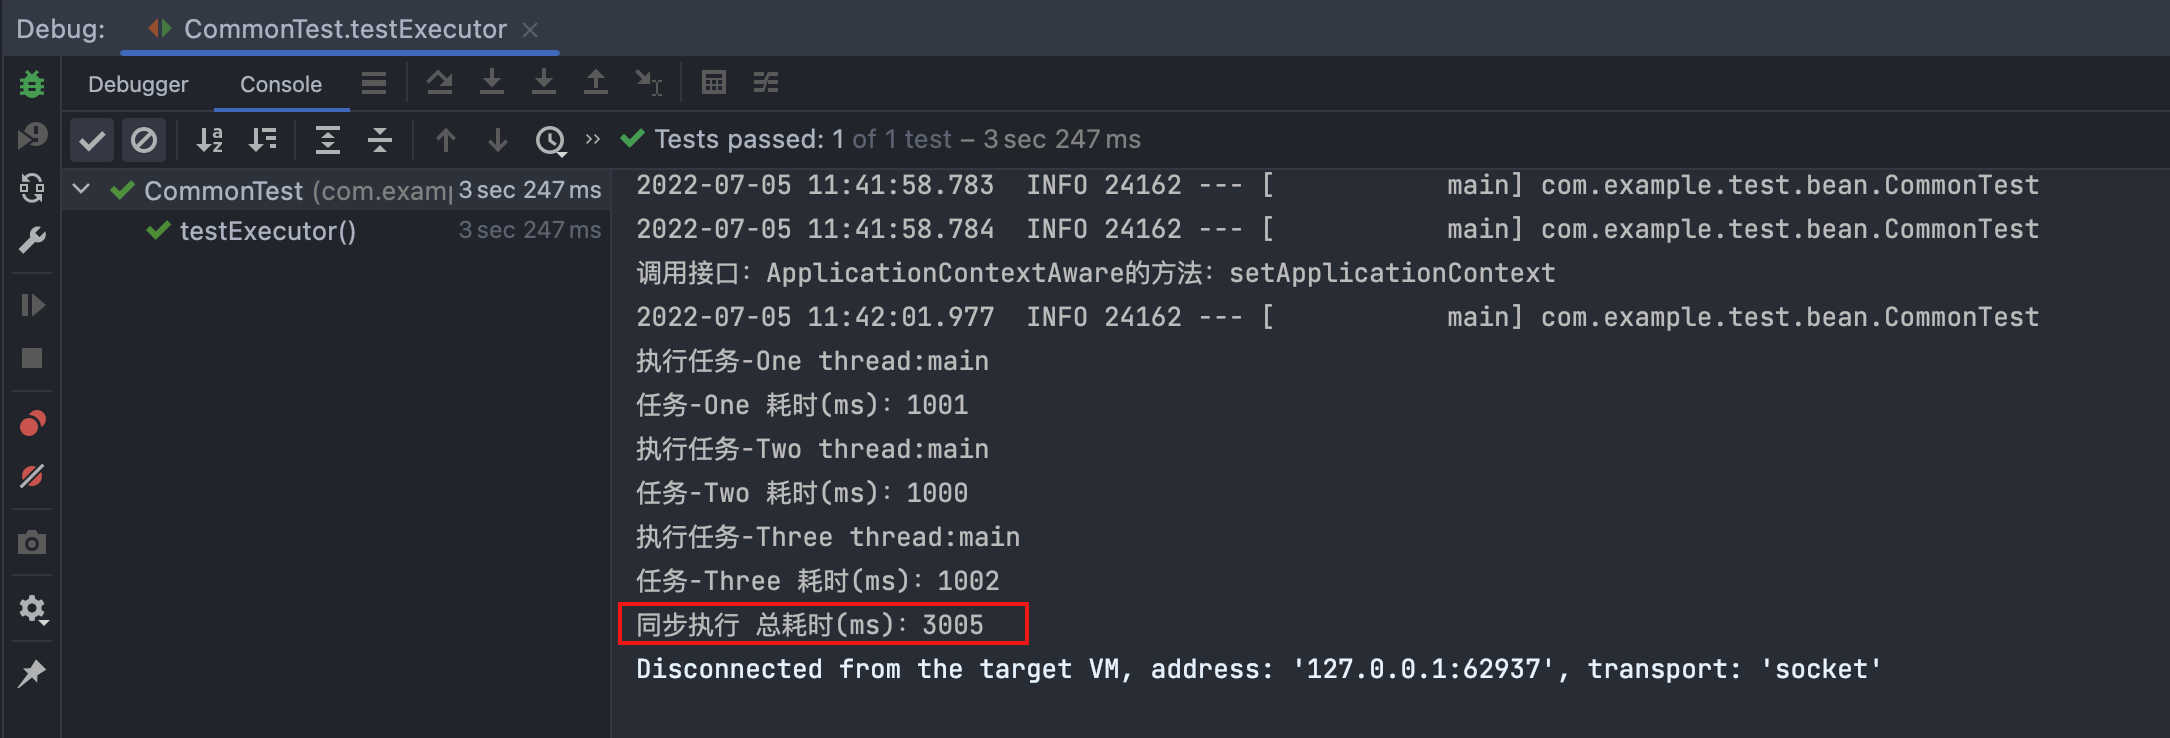 Debug: CommonTest.testExecutor
Debugger Console
Tests passed: 1 of 1 test – 3 sec 247 ms
CommonTest (com.examp 3 sec 247 ms
testExecutor() 3 sec 247 ms
2022-07-05 11:41:58.783  INFO 24162 --- [           main] com.example.test.bean.CommonTest
2022-07-05 11:41:58.784  INFO 24162 --- [           main] com.example.test.bean.CommonTest
调用接口：ApplicationContextAware的方法：setApplicationContext
2022-07-05 11:42:01.977  INFO 24162 --- [           main] com.example.test.bean.CommonTest
执行任务-One thread:main
任务-One 耗时(ms)：1001
执行任务-Two thread:main
任务-Two 耗时(ms)：1000
执行任务-Three thread:main
任务-Three 耗时(ms)：1002
同步执行 总耗时(ms)：3005
Disconnected from the target VM, address: '127.0.0.1:62937', transport: 'socket'